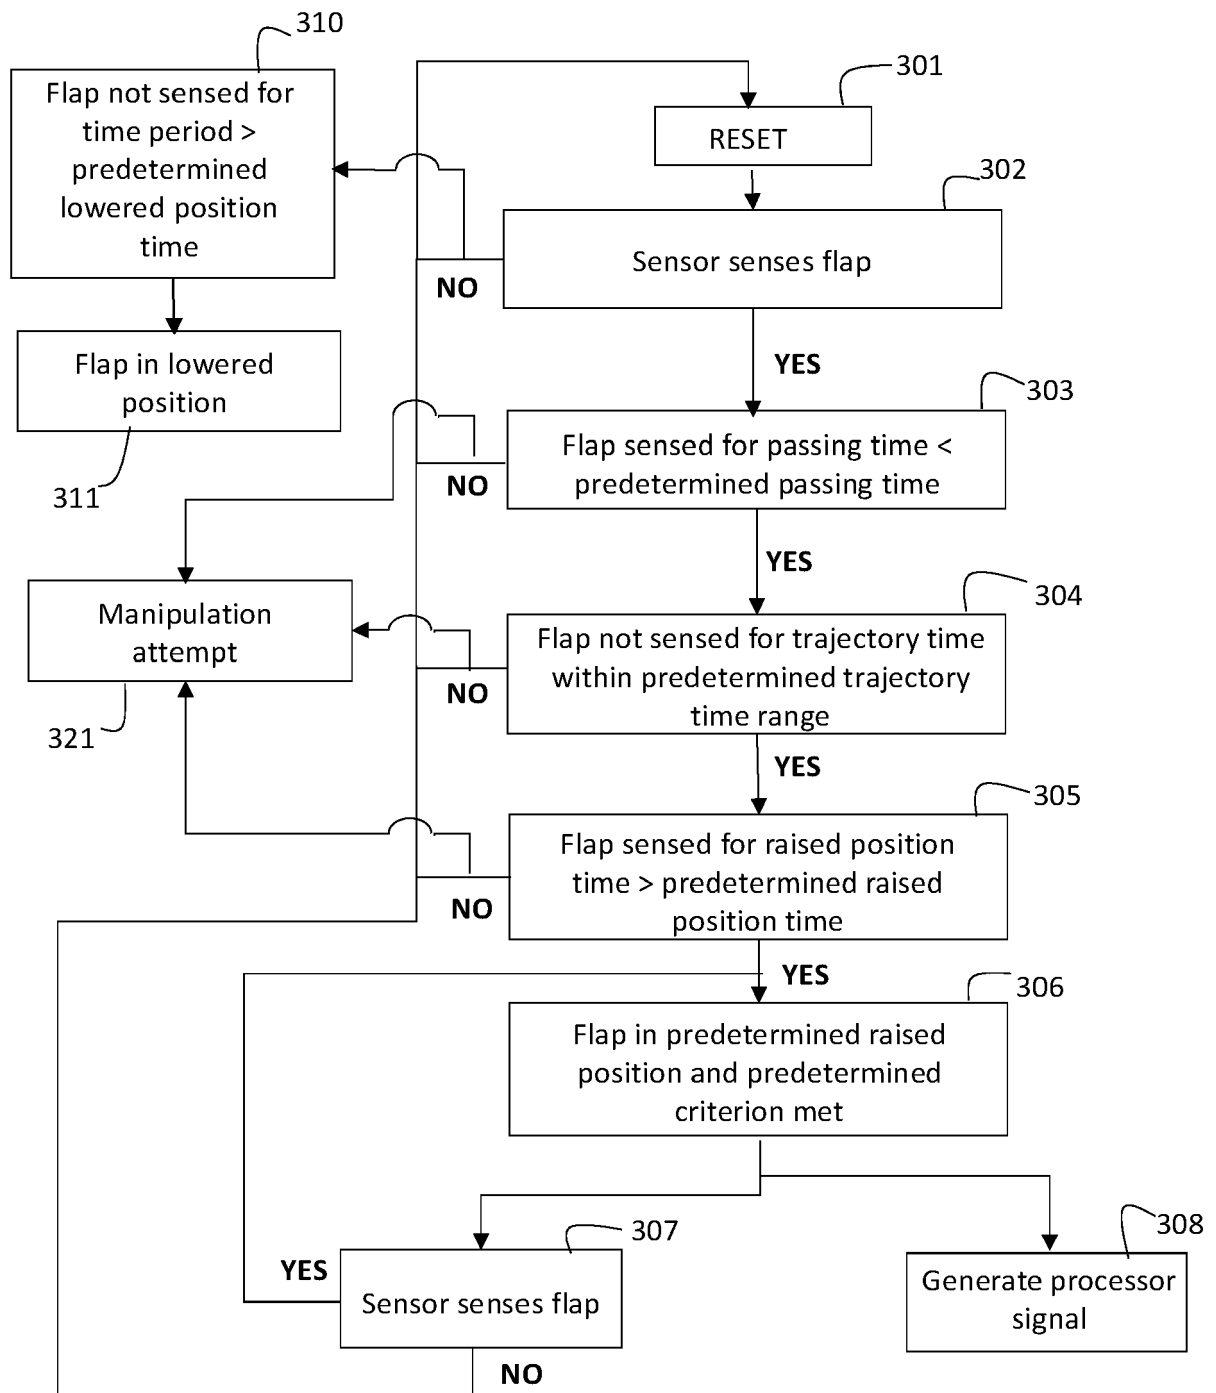 310
Flap not sensed for
time period >
predetermined
lowered position
time
301
RESET
302
Sensor senses flap
NO
YES
Flap in lowered
position
311
303
Flap sensed for passing time <
predetermined passing time
NO
YES
304
Manipulation
attempt
321
Flap not sensed for trajectory time
within predetermined trajectory
time range
NO
YES
305
Flap sensed for raised position
time > predetermined raised
position time
NO
YES
306
Flap in predetermined raised
position and predetermined
criterion met
307
YES
Sensor senses flap
NO
308
Generate processor
signal